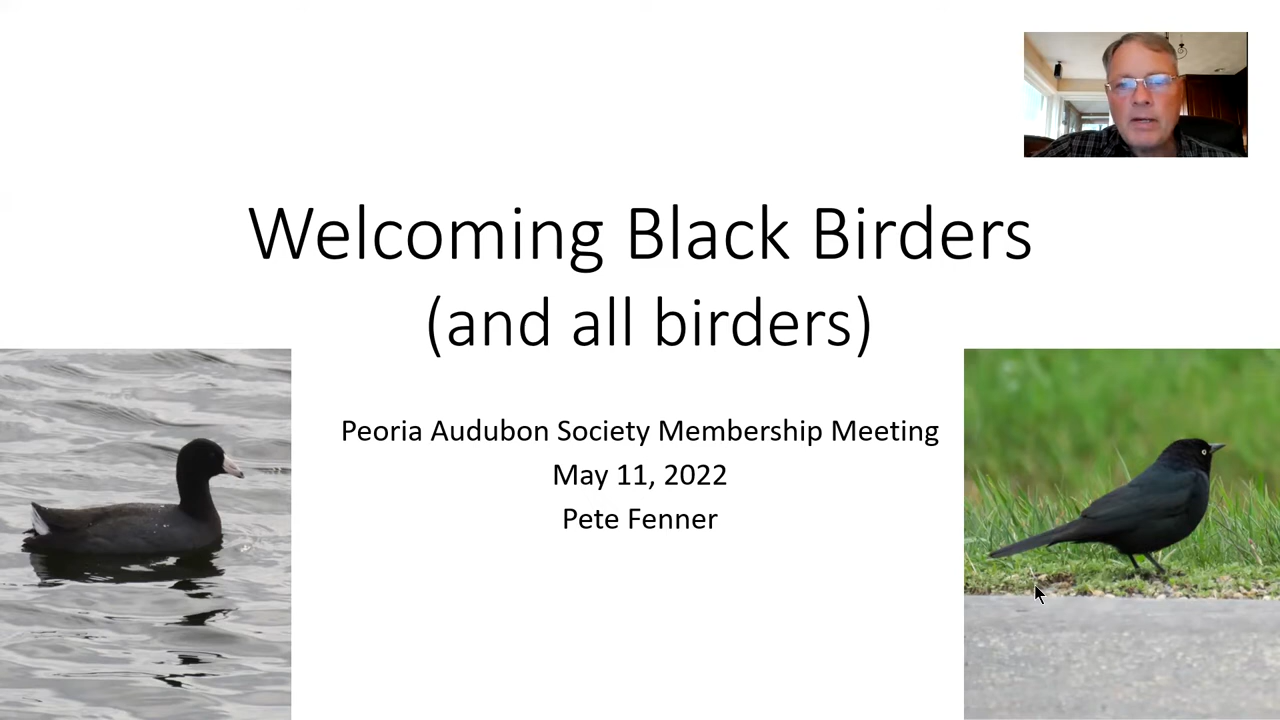 Welcoming Black Birders
(and all birders)
Peoria Audubon Society Membership Meeting
May 11, 2022
Pete Fenner